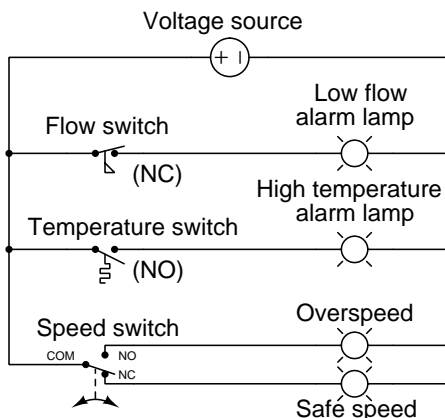 Voltage source
Low flow
alarm lamp
Flow switch
(NC)
High temperature
alarm lamp
Temperature switch
(NO)
Overspeed
Speed switch
COM
NO
NC
Safe speed